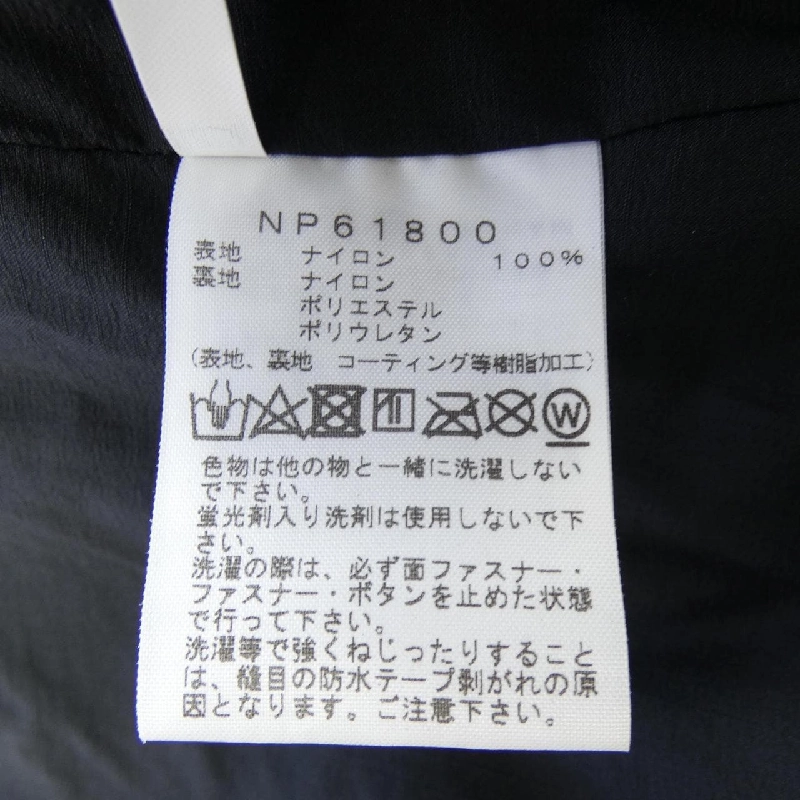 NP61800
表地 ナイロン 100%
裏地 ナイロン
ポリエステル
ポリウレタン
(表地、裏地 コーティング等樹脂加工)
W
色物は他の物と一緒に洗濯しない
で下さい。
蛍光剤入り洗剤は使用しないで下
さい。
洗濯の際は、必ず面ファスナー・
ファスナー・ボタンを止めた状態
で行って下さい。
洗濯等で強くねじったりすること
は、縫目の防水テープ剥がれの原
因となります。ご注意下さい。